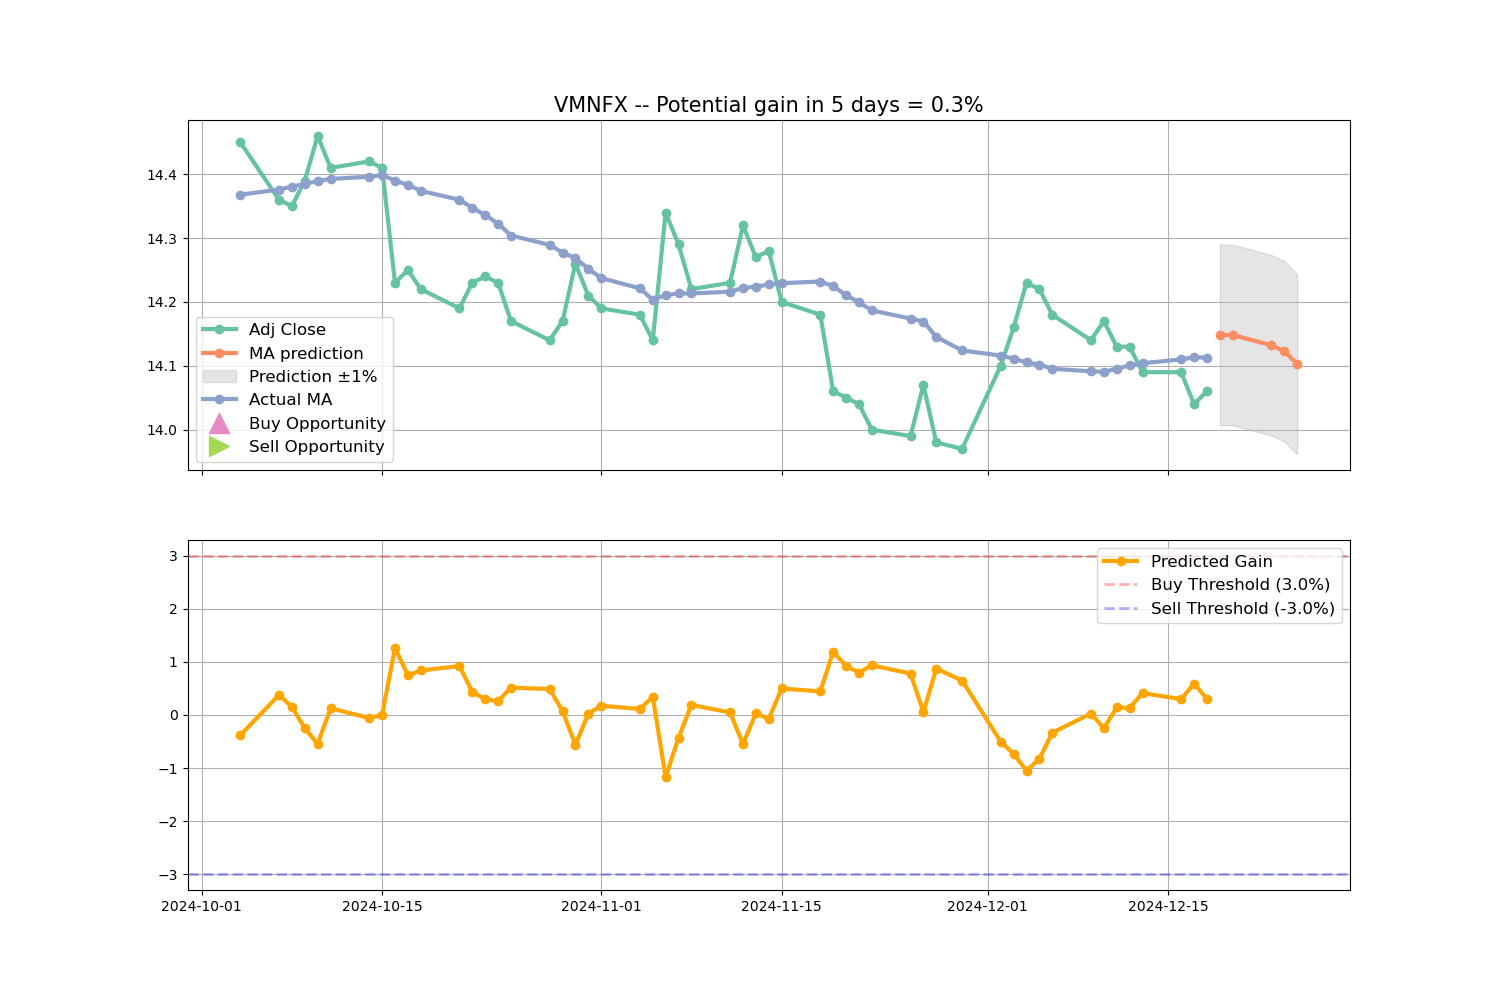 VMNFX -- Potential gain in 5 days = 0.3%
14.4
14.3
14.2
14.1
14.0
Adj Close
MA prediction
Prediction ±1%
Actual MA
Buy Opportunity
Sell Opportunity
3
2
1
0
−1
−2
−3
Predicted Gain
Buy Threshold (3.0%)
Sell Threshold (-3.0%)
2024-10-01
2024-10-15
2024-11-01
2024-11-15
2024-12-01
2024-12-15